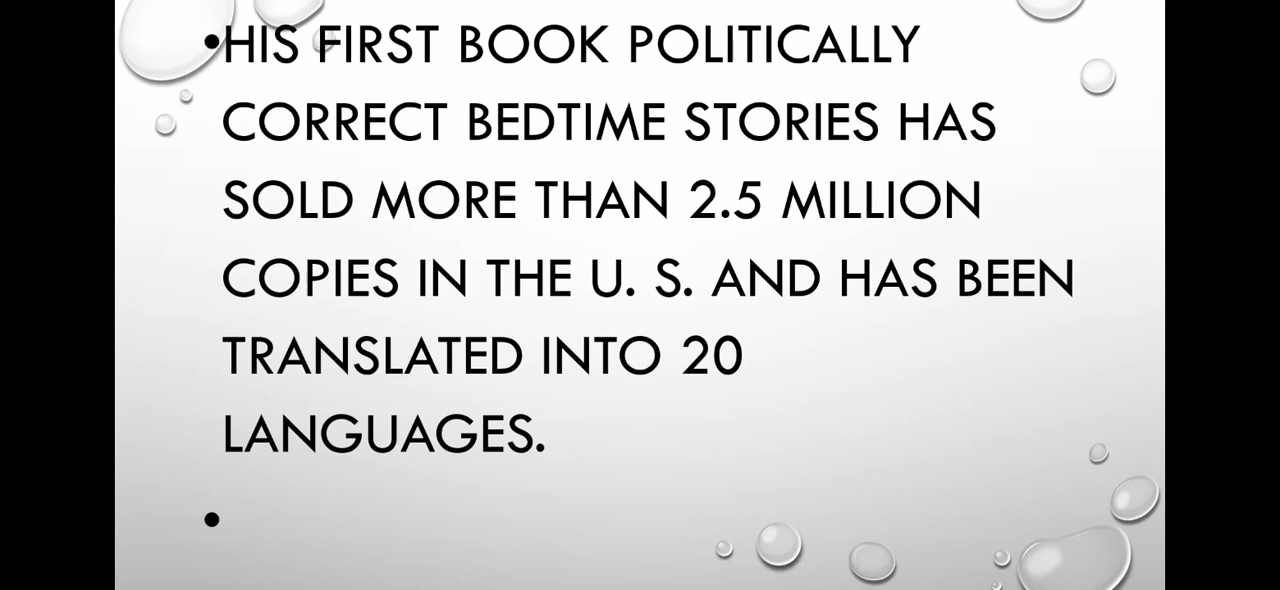 •HIS FIRST BOOK POLITICALLY
CORRECT BEDTIME STORIES HAS
SOLD MORE THAN 2.5 MILLION
COPIES IN THE U. S. AND HAS BEEN
TRANSLATED INTO 20
LANGUAGES.
•